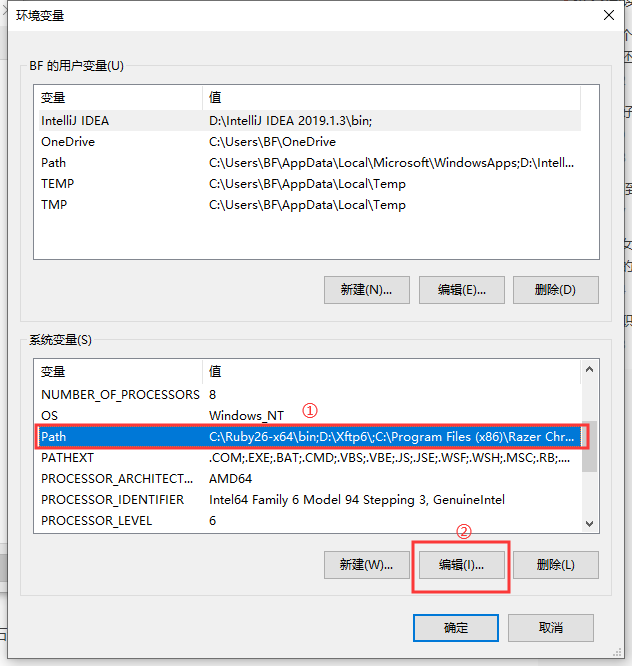 环境变量
BF 的用户变量(U)
变量 值
IntelliJ IDEA D:\IntelliJ IDEA 2019.1.3\bin;
OneDrive C:\Users\BF\OneDrive
Path C:\Users\BF\AppData\Local\Microsoft\WindowsApps;D:\Intell...
TEMP C:\Users\BF\AppData\Local\Temp
TMP C:\Users\BF\AppData\Local\Temp
新建(N)... 编辑(E)... 删除(D)
系统变量(S)
变量 值
NUMBER_OF_PROCESSORS 8
OS Windows_NT
①
Path C:\Ruby26-x64\bin;D:\Xftp6\;C:\Program Files (x86)\Razer Chr...
PATHEXT .COM;.EXE;.BAT;.CMD;.VBS;.VBE;.JS;.JSE;.WSF;.WSH;.MSC;.RB;....
PROCESSOR_ARCHITECT... AMD64
PROCESSOR_IDENTIFIER Intel64 Family 6 Model 94 Stepping 3, GenuineIntel
PROCESSOR_LEVEL 6
②
新建(W)... 编辑(I)... 删除(L)
确定 取消